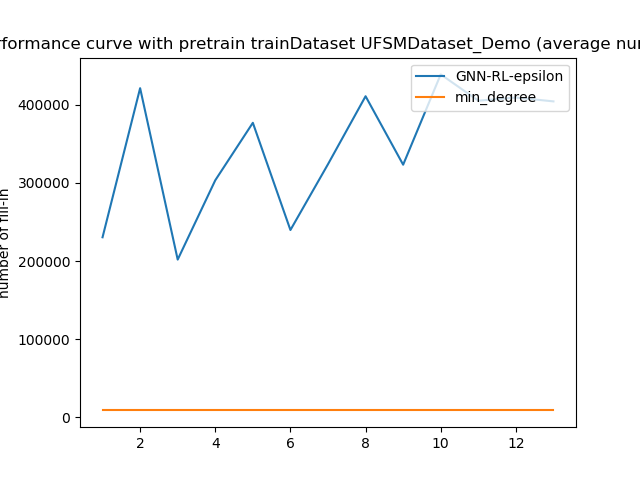 rformance curve with pretrain trainDataset UFSMDataset_Demo (average nu
GNN-RL-epsilon
min_degree
number of fill-in
400000
300000
200000
100000
0
2 4 6 8 10 12